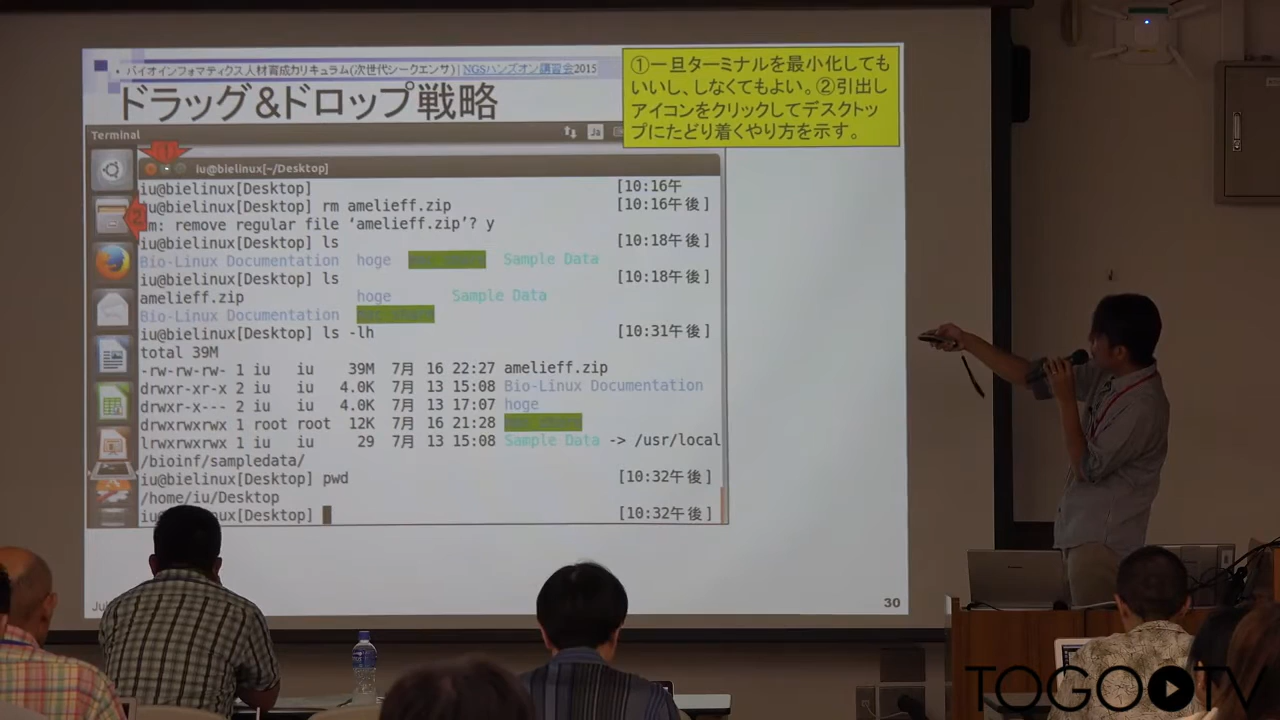 ・バイオインフォマティクス人材育成カリキュラム(次世代シークエンサ) | NGSハンズオン講習会2015
ドラッグ&ドロップ戦略
①一旦ターミナルを最小化しても
いいし、しなくてもよい。②引出し
アイコンをクリックしてデスクトッ
プにたどり着くやり方を示す。
Terminal
Ja
①
iu@bielinux[~/Desktop]
iu@bielinux[Desktop] [10:16午
iu@bielinux[Desktop] rm amelieff.zip [10:16午後]
②
rm: remove regular file ‘amelieff.zip’? y
iu@bielinux[Desktop] ls [10:18午後]
Bio-Linux Documentation hoge Sample Data
iu@bielinux[Desktop] ls [10:18午後]
amelieff.zip hoge Sample Data
Bio-Linux Documentation
iu@bielinux[Desktop] ls -lh [10:31午後]
total 39M
-rw-rw-rw- 1 iu iu 39M 7月 16 22:27 amelieff.zip
drwxr-xr-x 2 iu iu 4.0K 7月 13 15:08 Bio-Linux Documentation
drwxr-x--- 2 iu iu 4.0K 7月 13 17:07 hoge
drwxrwxrwx 1 root root 12K 7月 16 21:28
lrwxrwxrwx 1 iu iu 29 7月 13 15:08 Sample Data -> /usr/local
/bioinf/sampledata/
iu@bielinux[Desktop] pwd [10:32午後]
/home/iu/Desktop
iu@bielinux[Desktop] [10:32午後]
30
TOGOTV